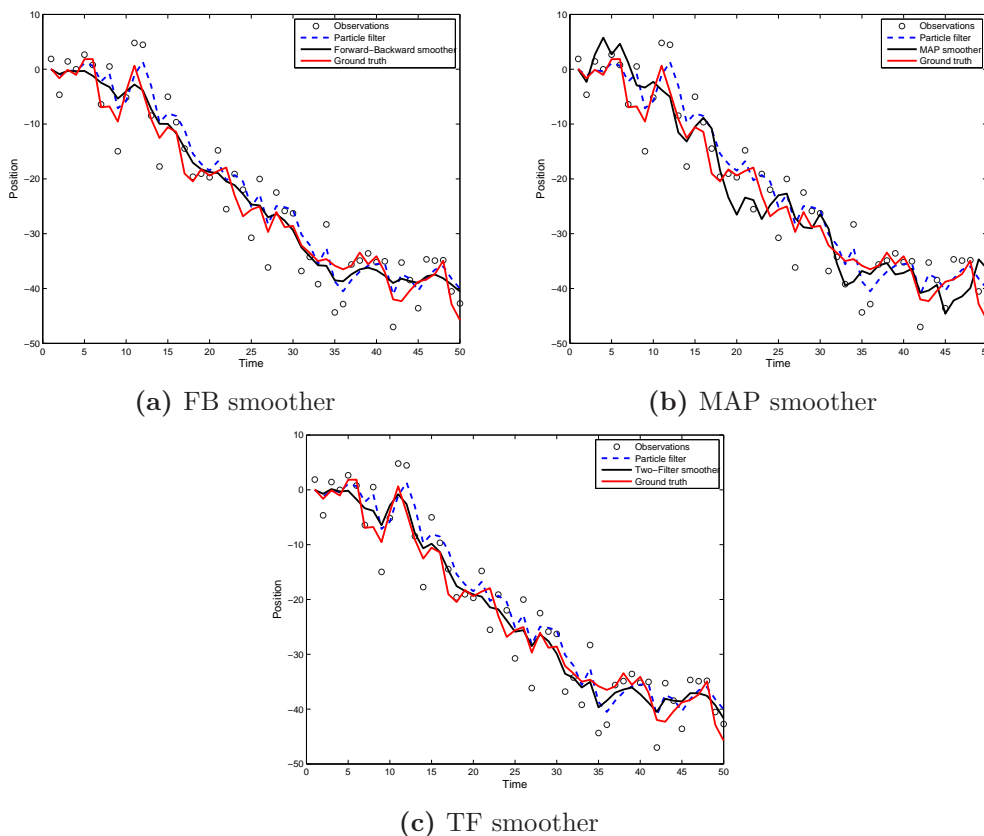 10
0
−10
−20
−30
−40
−50
Position
0 5 10 15 20 25 30 35 40 45 50
Time
Observations
Particle filter
Forward−Backward smoother
Ground truth
(a) FB smoother
10
0
−10
−20
−30
−40
−50
Position
0 5 10 15 20 25 30 35 40 45 50
Time
Observations
Particle filter
MAP smoother
Ground truth
(b) MAP smoother
10
0
−10
−20
−30
−40
−50
Position
0 5 10 15 20 25 30 35 40 45 50
Time
Observations
Particle filter
Two−Filter smoother
Ground truth
(c) TF smoother